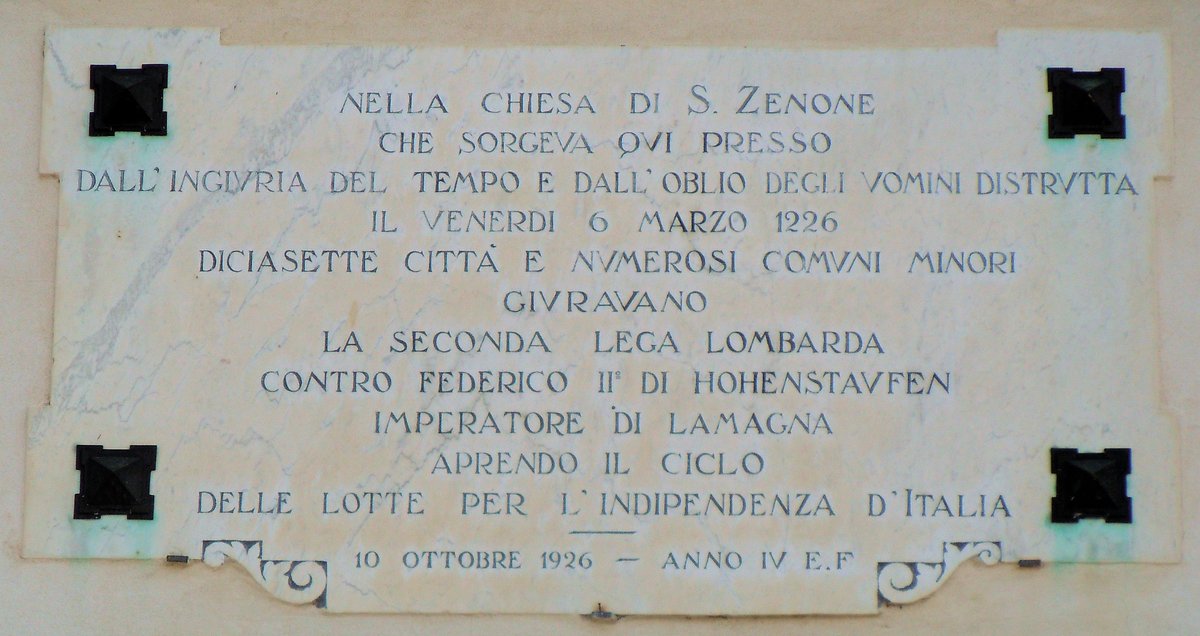 NELLA CHIESA DI S. ZENONE
CHE SORGEVA QVI PRESSO
DALL'INGIVRIA DEL TEMPO E DALL'OBLIO DEGLI VOMINI DISTRVTTA
IL VENERDI 6 MARZO 1226
DICIASETTE CITTÀ E NVMEROSI COMVNI MINORI
GIVRAVANO
LA SECONDA LEGA LOMBARDA
CONTRO FEDERICO IIº DI HOHENSTAVFEN
IMPERATORE DI LAMAGNA
APRENDO IL CICLO
DELLE LOTTE PER L'INDIPENDENZA D'ITALIA
10 OTTOBRE 1926 — ANNO IV E.F